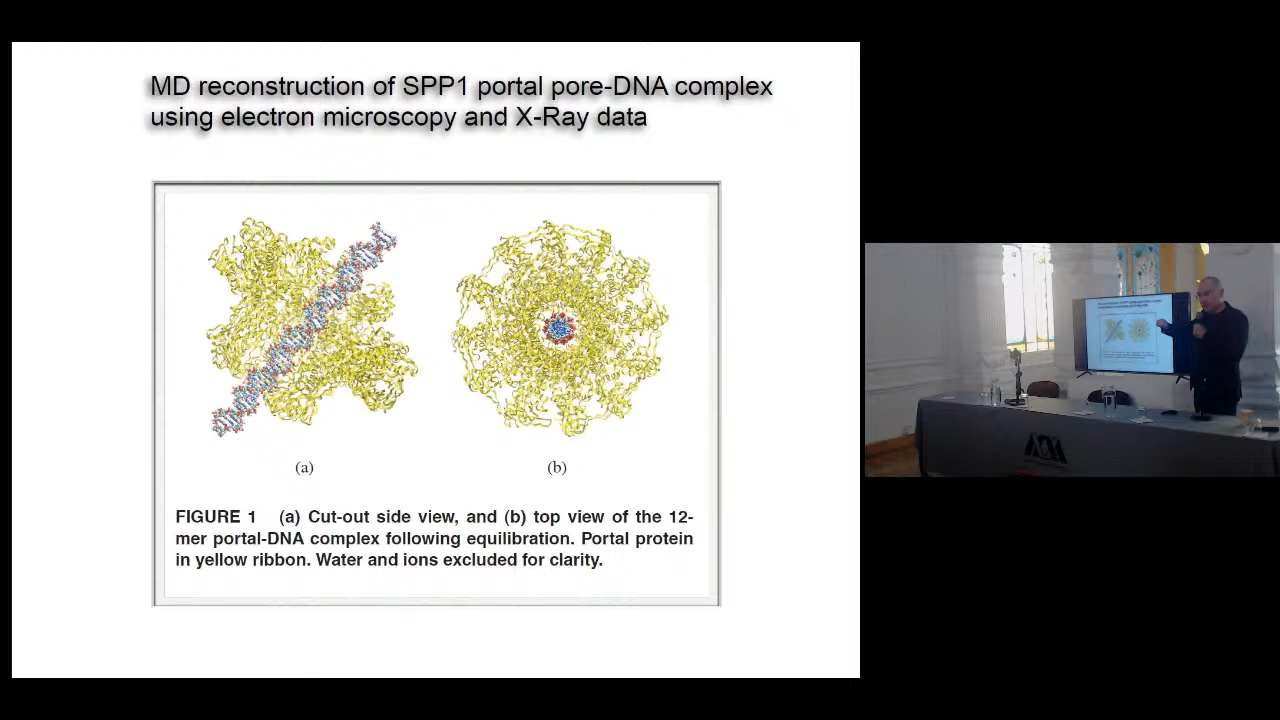 MD reconstruction of SPP1 portal pore-DNA complex
using electron microscopy and X-Ray data
(a)
(b)
FIGURE 1 (a) Cut-out side view, and (b) top view of the 12-
mer portal-DNA complex following equilibration. Portal protein
in yellow ribbon. Water and ions excluded for clarity.